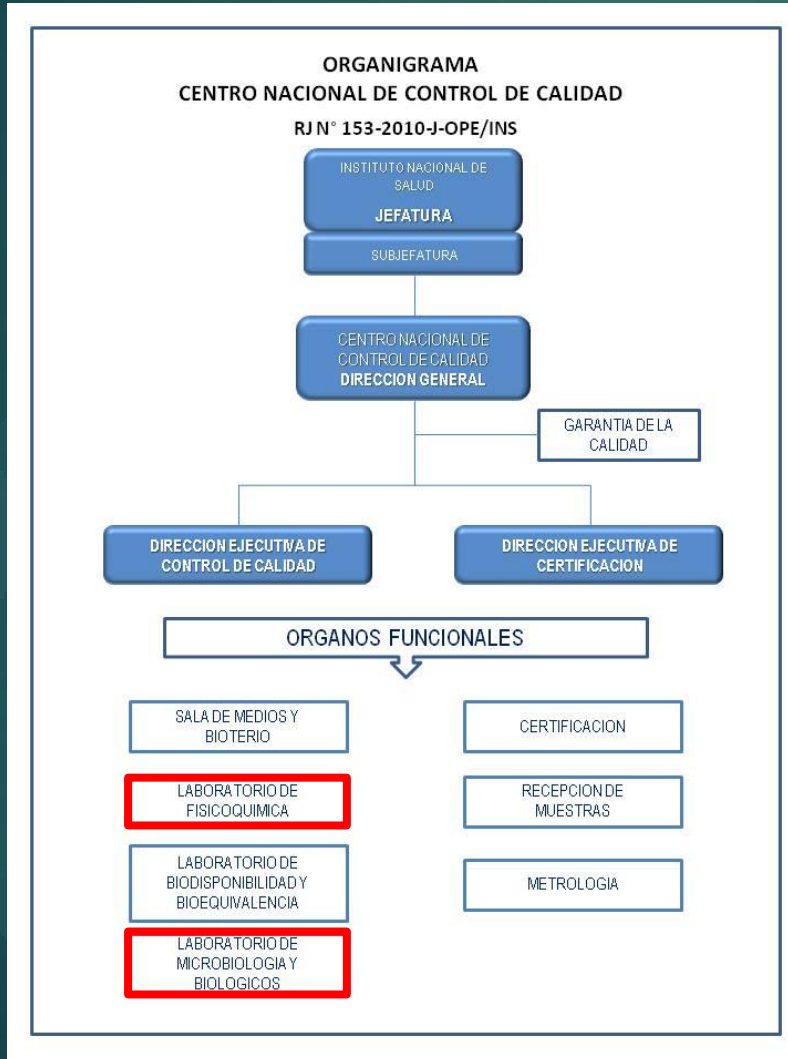 ORGANIGRAMA
CENTRO NACIONAL DE CONTROL DE CALIDAD
RJ N° 153-2010-J-OPE/INS
INSTITUTO NACIONAL DE
SALUD
JEFATURA
SUBJEFATURA
CENTRO NACIONAL DE
CONTROL DE CALIDAD
DIRECCION GENERAL
GARANTIA DE LA
CALIDAD
DIRECCION EJECUTIVA DE
CONTROL DE CALIDAD
DIRECCION EJECUTIVA DE
CERTIFICACION
ORGANOS FUNCIONALES
SALA DE MEDIOS Y
BIOTERIO
CERTIFICACION
LABORATORIO DE
FISICOQUIMICA
RECEPCION DE
MUESTRAS
LABORATORIO DE
BIODISPONIBILIDAD Y
BIOEQUIVALENCIA
METROLOGIA
LABORATORIO DE
MICROBIOLOGIA Y
BIOLOGICOS